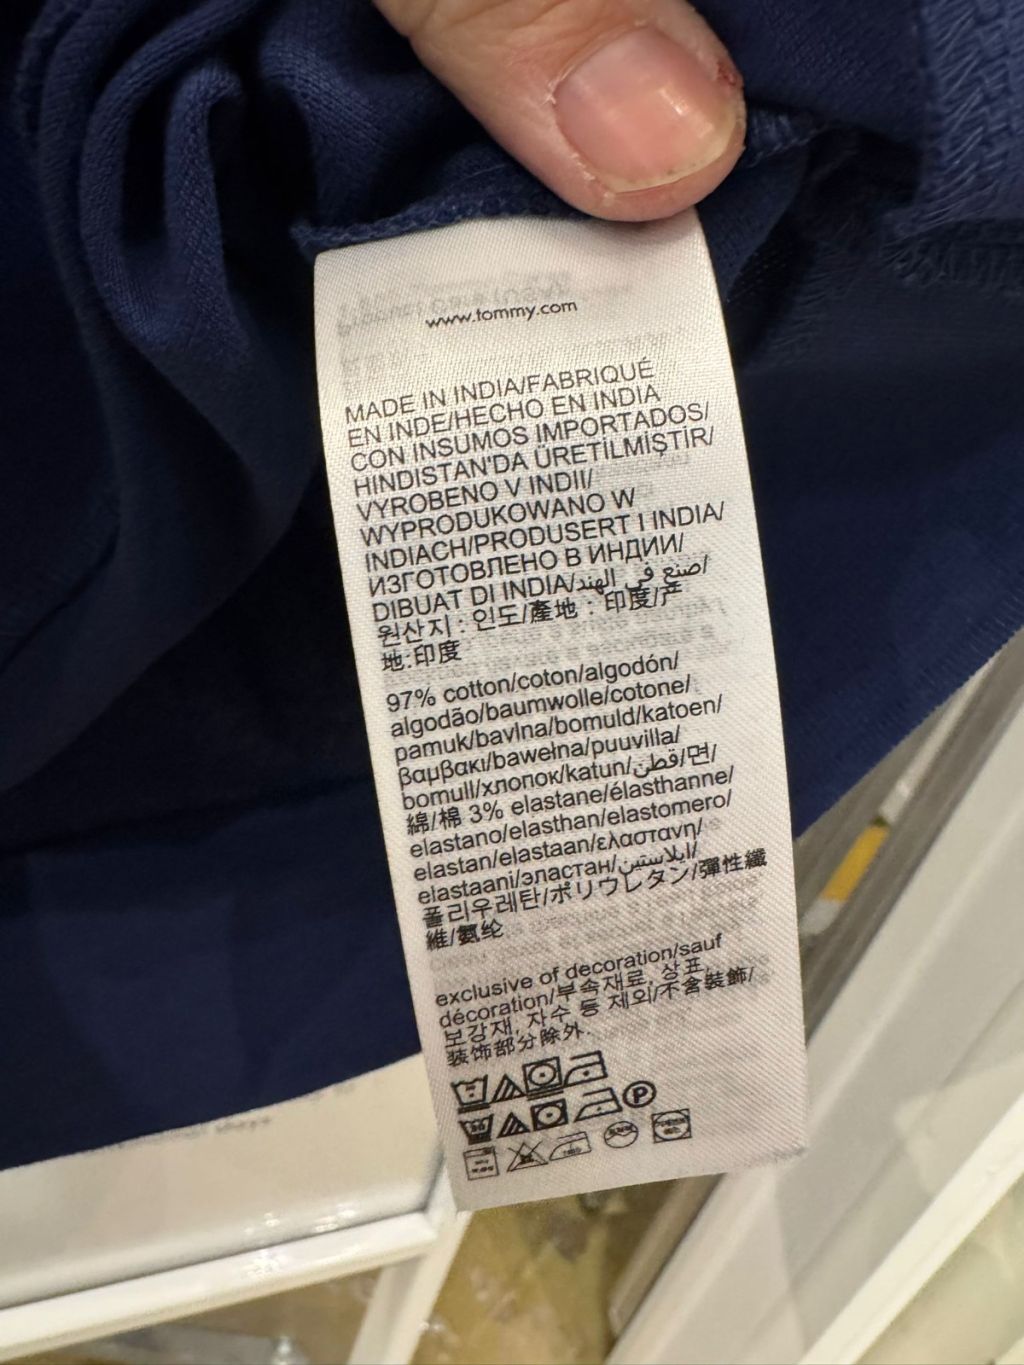 www.tommy.com
MADE IN INDIA/FABRIQUÉ
EN INDE/HECHO EN INDIA
CON INSUMOS IMPORTADOS/
HINDISTAN'DA ÜRETİLMİŞTİR/
VYROBENO V INDII/
WYPRODUKOWANO W
INDIACH/PRODUSERT I INDIA/
ИЗГОТОВЛЕНО В ИНДИИ/
DIBUAT DI INDIA/صنع في الهند/
원산지 : 인도/產地 : 印度/产
地:印度
97% cotton/coton/algodón/
algodão/baumwolle/cotone/
pamuk/bavlna/bomuld/katoen/
βαμβακι/bawełna/puuvilla/
bomull/хлопок/katun/قطن/면/
綿/棉 3% elastane/élasthanne/
elastano/elasthan/elastomero/
elastan/elastaan/ελαστανη/
elastaani/эластан/ايلاستين/
폴리우레탄/ポリウレタン/彈性纖
維/氨纶
exclusive of decoration/sauf
décoration/부속재료, 상표,
보강재, 자수 등 제외/不含裝飾/
装饰部分除外.
P